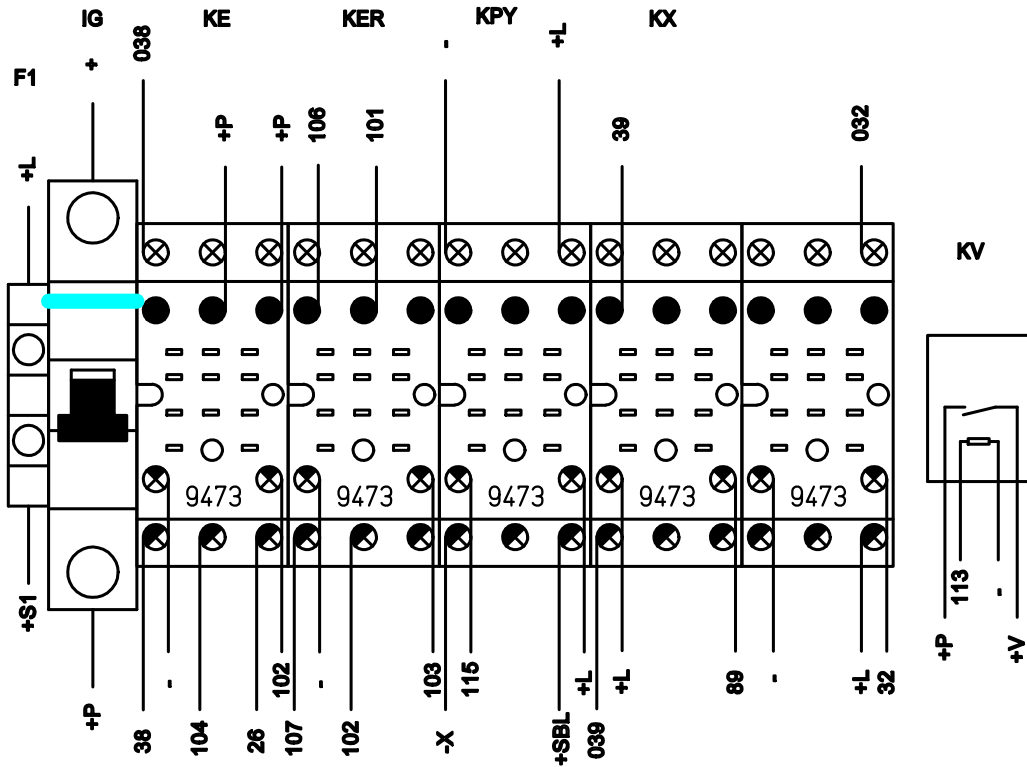 IG KE KER KPY KX
F1 + 038 - +L
+L +P +P 106 101 39 032
KV
9473 9473 9473 9473 9473
+S1 +P 113 - +V
- 102 - 103 115 +L +L 89 - +L 32
+P 38 104 26 107 102 -X +SBL 039